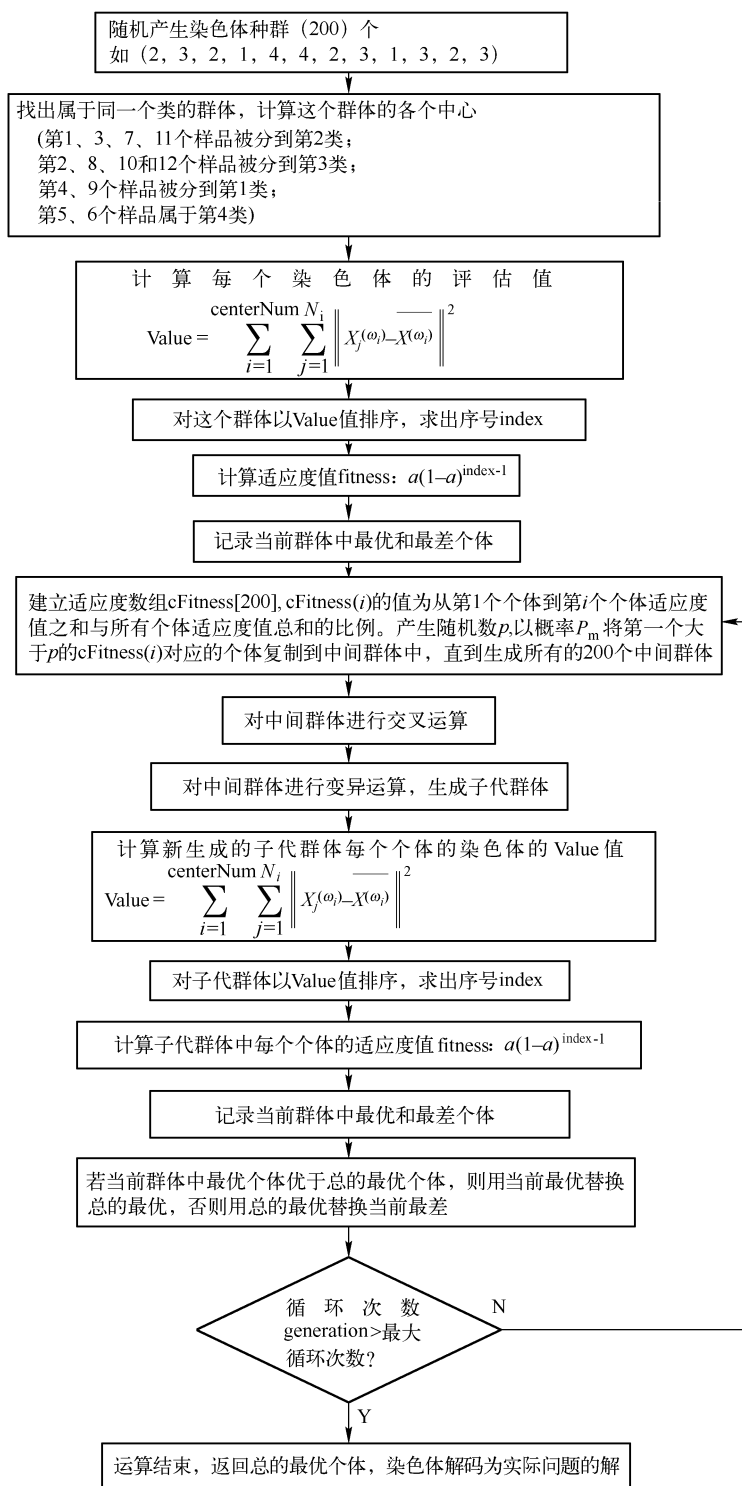 随机产生染色体种群（200）个
如（2，3，2，1，4，4，2，3，1，3，2，3）
找出属于同一个类的群体，计算这个群体的各个中心
(第1、3、7、11个样品被分到第2类；
第2、8、10和12个样品被分到第3类；
第4、9个样品被分到第1类；
第5、6个样品属于第4类)
计算每个染色体的评估值
Value = \sum_{i=1}^{centerNum} \sum_{j=1}^{N_i} \| X_j^{(ω_i)} – \overline{X^{(ω_i)}} \|^2
对这个群体以Value值排序，求出序号index
计算适应度值fitness：a(1–a)^{index-1}
记录当前群体中最优和最差个体
建立适应度数组cFitness[200], cFitness(i)的值为从第1个个体到第i个个体适应度
值之和与所有个体适应度值总和的比例。产生随机数p,以概率P_m将第一个大
于p的cFitness(i)对应的个体复制到中间群体中，直到生成所有的200个中间群体
对中间群体进行交叉运算
对中间群体进行变异运算，生成子代群体
计算新生成的子代群体每个个体的染色体的Value值
Value = \sum_{i=1}^{centerNum} \sum_{j=1}^{N_i} \| X_j^{(ω_i)} – \overline{X^{(ω_i)}} \|^2
对子代群体以Value值排序，求出序号index
计算子代群体中每个个体的适应度值fitness：a(1–a)^{index-1}
记录当前群体中最优和最差个体
若当前群体中最优个体优于总的最优个体，则用当前最优替换
总的最优，否则用总的最优替换当前最差
循环次数
generation>最大
循环次数?
N
Y
运算结束，返回总的最优个体，染色体解码为实际问题的解